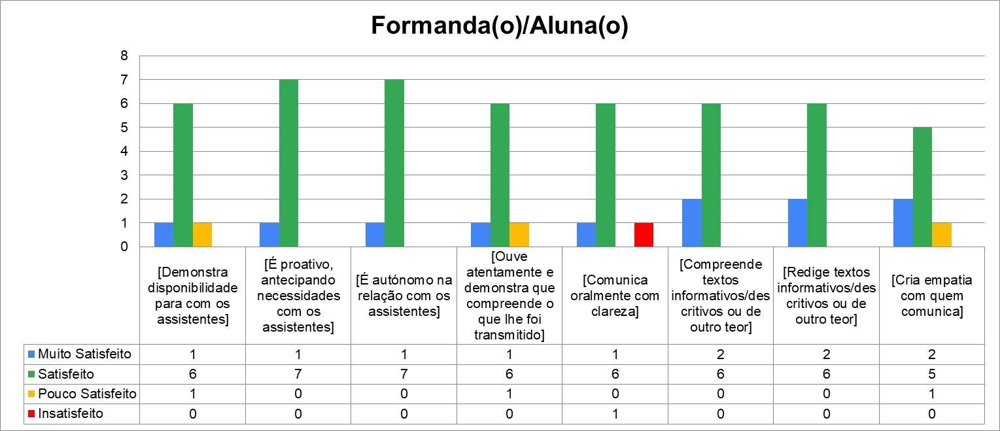 Formanda(o)/Aluna(o)
8
7
6
5
4
3
2
1
0
[Demonstra
disponibilidade
para com os
assistentes]
[É proativo,
antecipando
necessidades
com os
assistentes]
[É autónomo na
relação com os
assistentes]
[Ouve
atentamente e
demonstra que
compreende o
que lhe foi
transmitido]
[Comunica
oralmente com
clareza]
[Compreende
textos
informativos/des
critivos ou de
outro teor]
[Redige textos
informativos/des
critivos ou de
outro teor]
[Cria empatia
com quem
comunica]
Muito Satisfeito 1 1 1 1 1 2 2 2
Satisfeito 6 7 7 6 6 6 6 5
Pouco Satisfeito 1 0 0 1 0 0 0 1
Insatisfeito 0 0 0 0 1 0 0 0